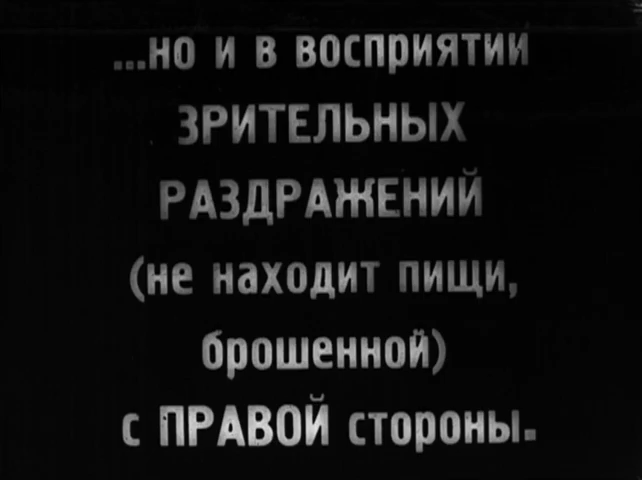 ...но и в восприятии
ЗРИТЕЛЬНЫХ
РАЗДРАЖЕНИЙ
(не находит пищи,
брошенной)
с ПРАВОЙ стороны.